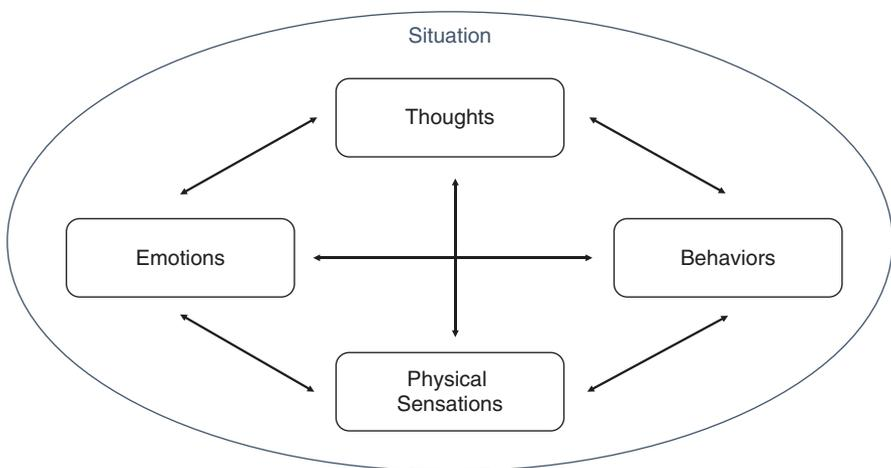 Situation
Thoughts
Emotions
Behaviors
Physical
Sensations